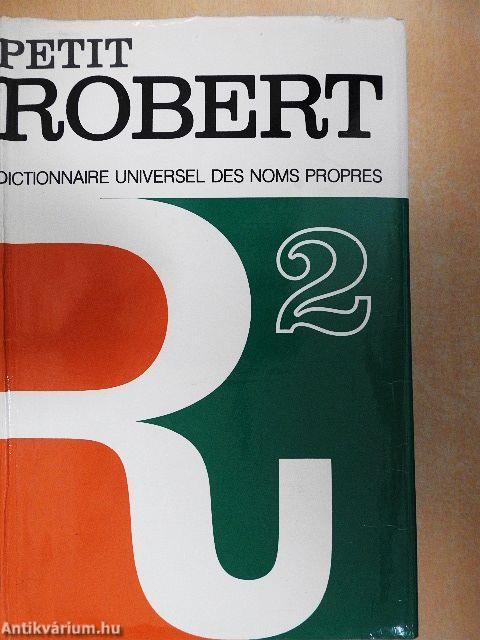 PETIT
ROBERT
DICTIONNAIRE UNIVERSEL DES NOMS PROPRES
2
R
Antikvárium.hu